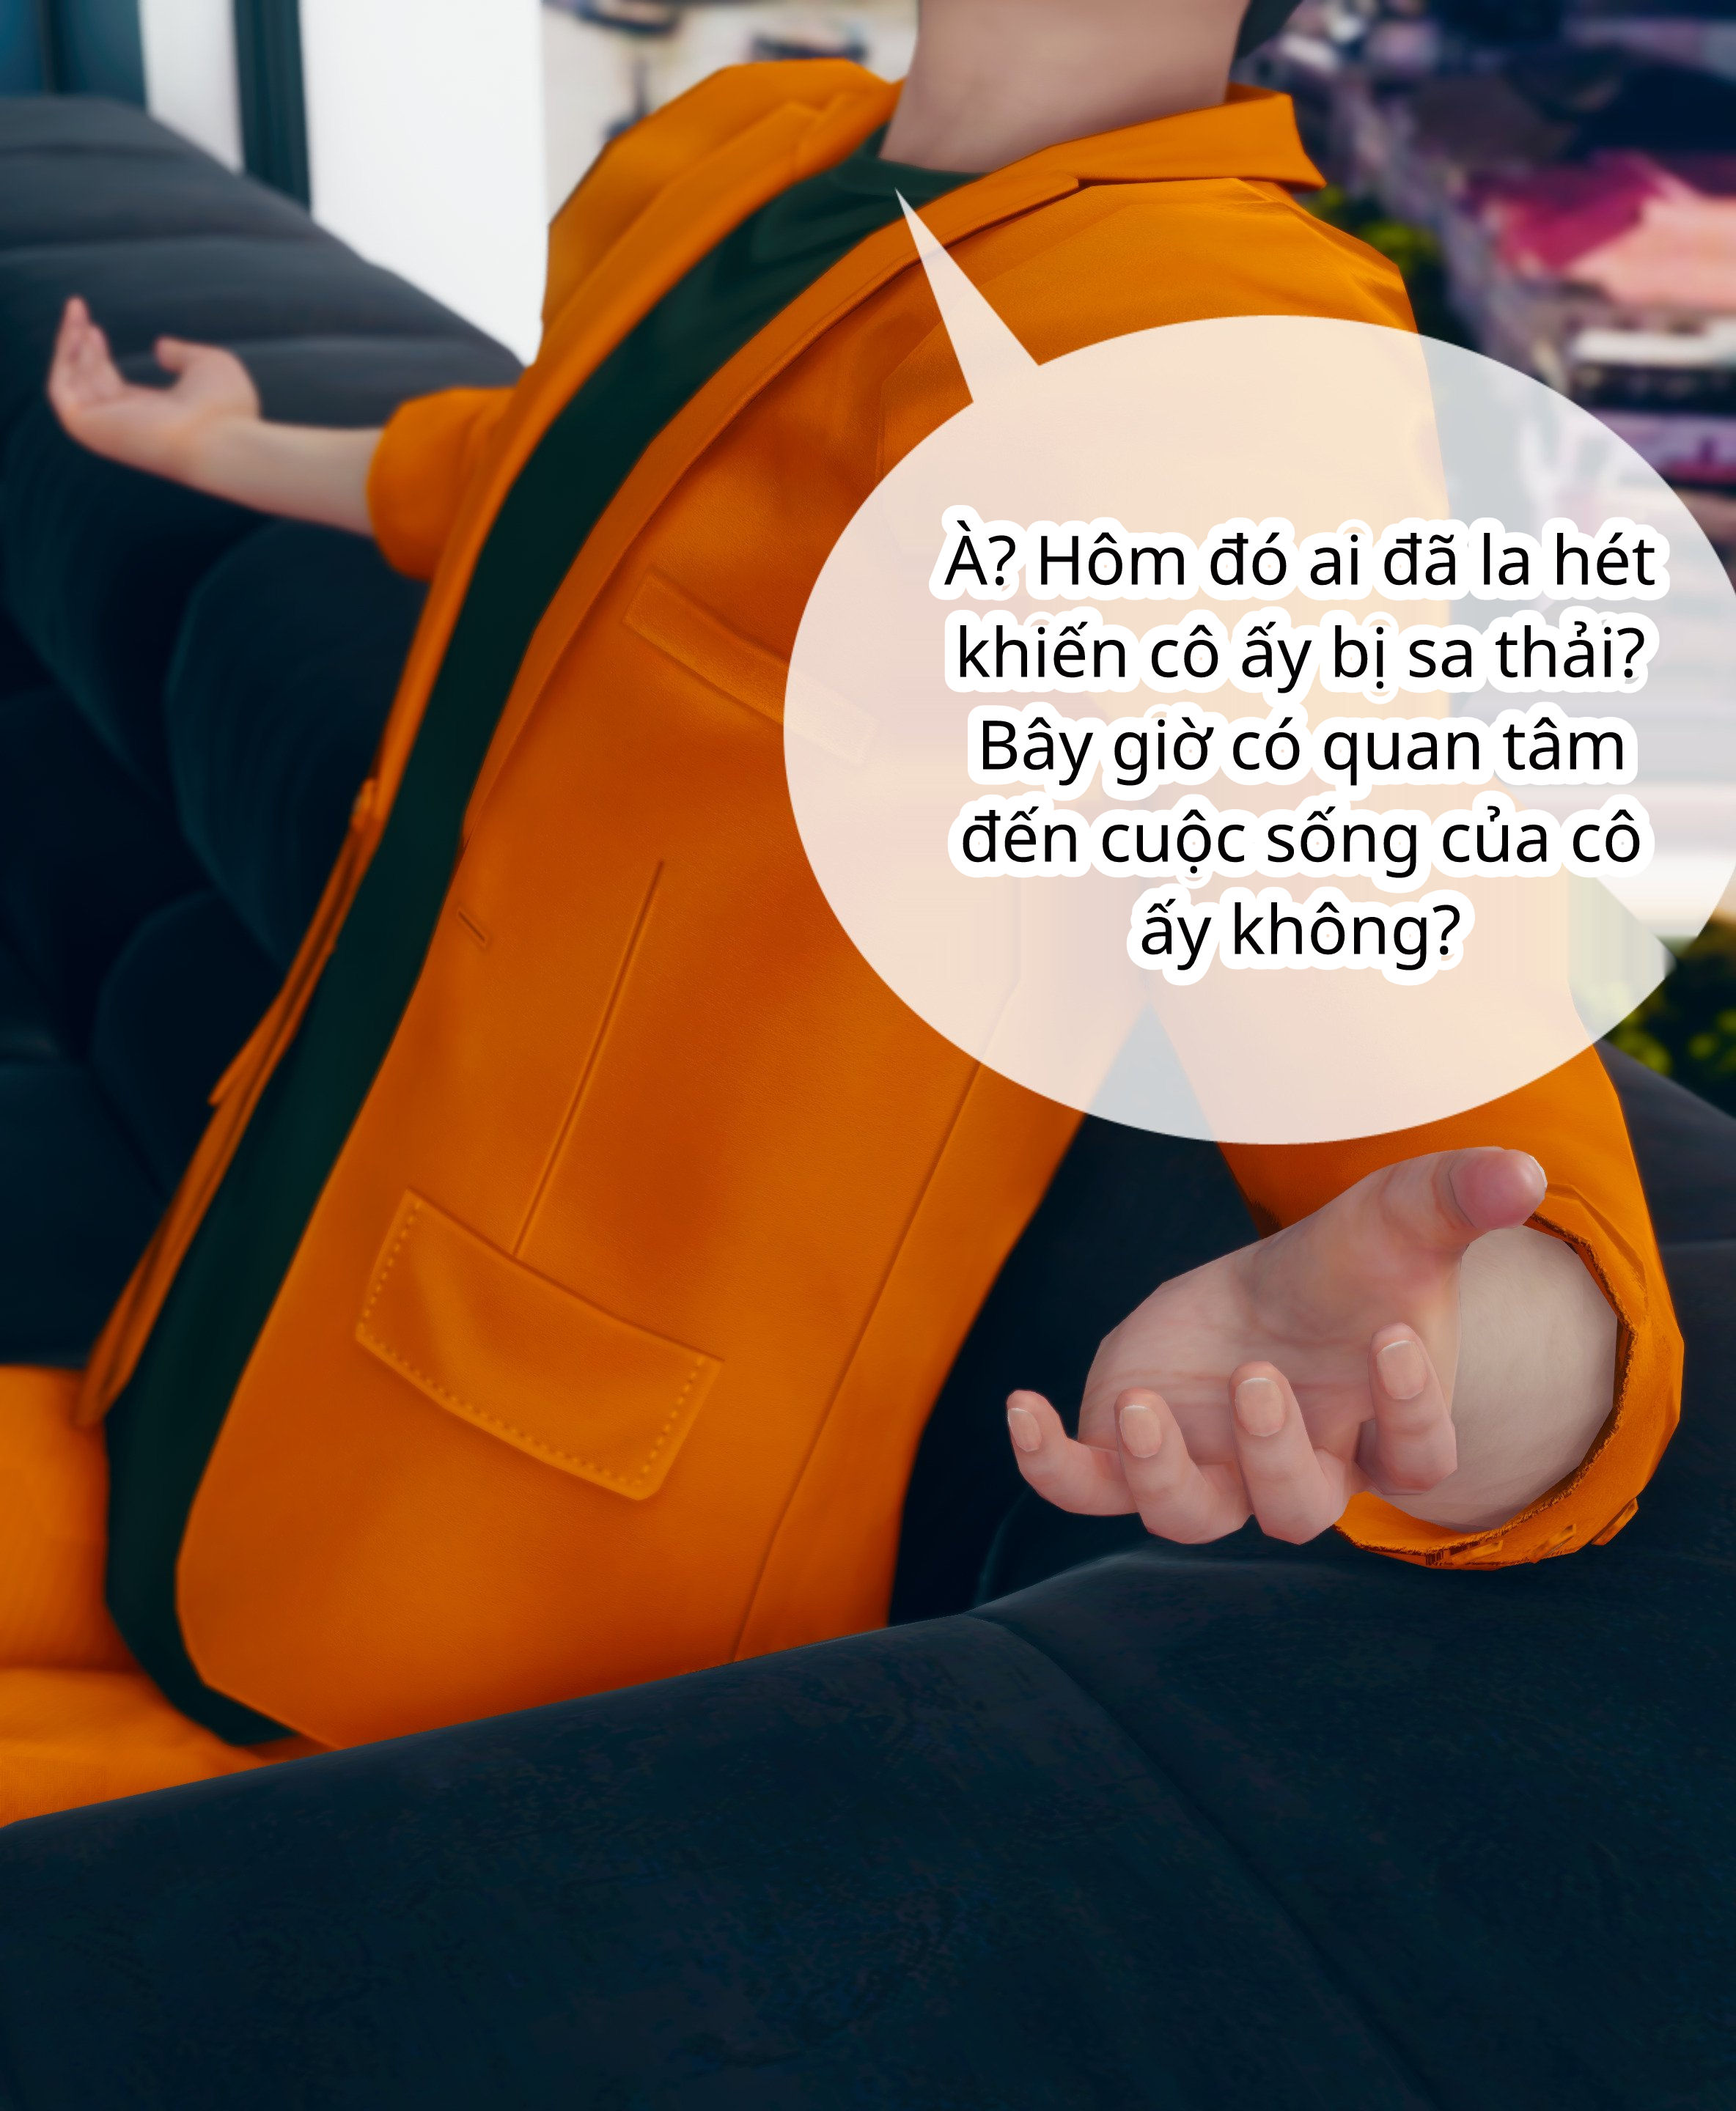 À? Hôm đó ai đã la hét
khiến cô ấy bị sa thải?
Bây giờ có quan tâm
đến cuộc sống của cô
ấy không?